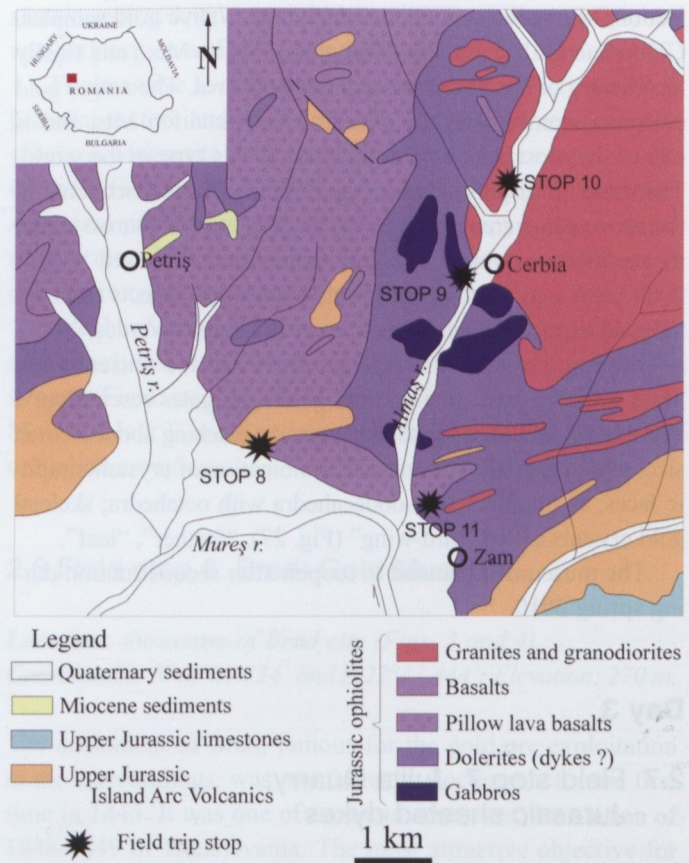 UKRAINE
HUNGARY
MOLDAVIA
ROMANIA
SERBIA
BULGARIA
N
STOP 10
Petriş
Cerbia
STOP 9
Petriş r.
Almaş r.
STOP 8
STOP 11
Mureş r.
Zam
Legend
Quaternary sediments
Miocene sediments
Upper Jurassic limestones
Upper Jurassic
Island Arc Volcanics
Field trip stop
Jurassic ophiolites
Granites and granodiorites
Basalts
Pillow lava basalts
Dolerites (dykes ?)
Gabbros
1 km
Day 3